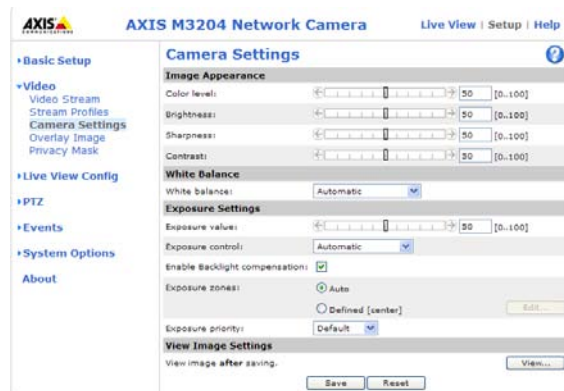 AXIS
COMMUNICATIONS
AXIS M3204 Network Camera
Live View | Setup | Help
Basic Setup
Video
Video Stream
Stream Profiles
Camera Settings
Overlay Image
Privacy Mask
Live View Config
PTZ
Events
System Options
About
Camera Settings
?
Image Appearance
Color level: 50 [0..100]
Brightness: 50 [0..100]
Sharpness: 50 [0..100]
Contrast: 50 [0..100]
White Balance
White balance: Automatic
Exposure Settings
Exposure value: 50 [0..100]
Exposure control: Automatic
Enable Backlight compensation:
Exposure zones: Auto
Defined [center] Edit...
Exposure priority: Default
View Image Settings
View image after saving. View...
Save Reset